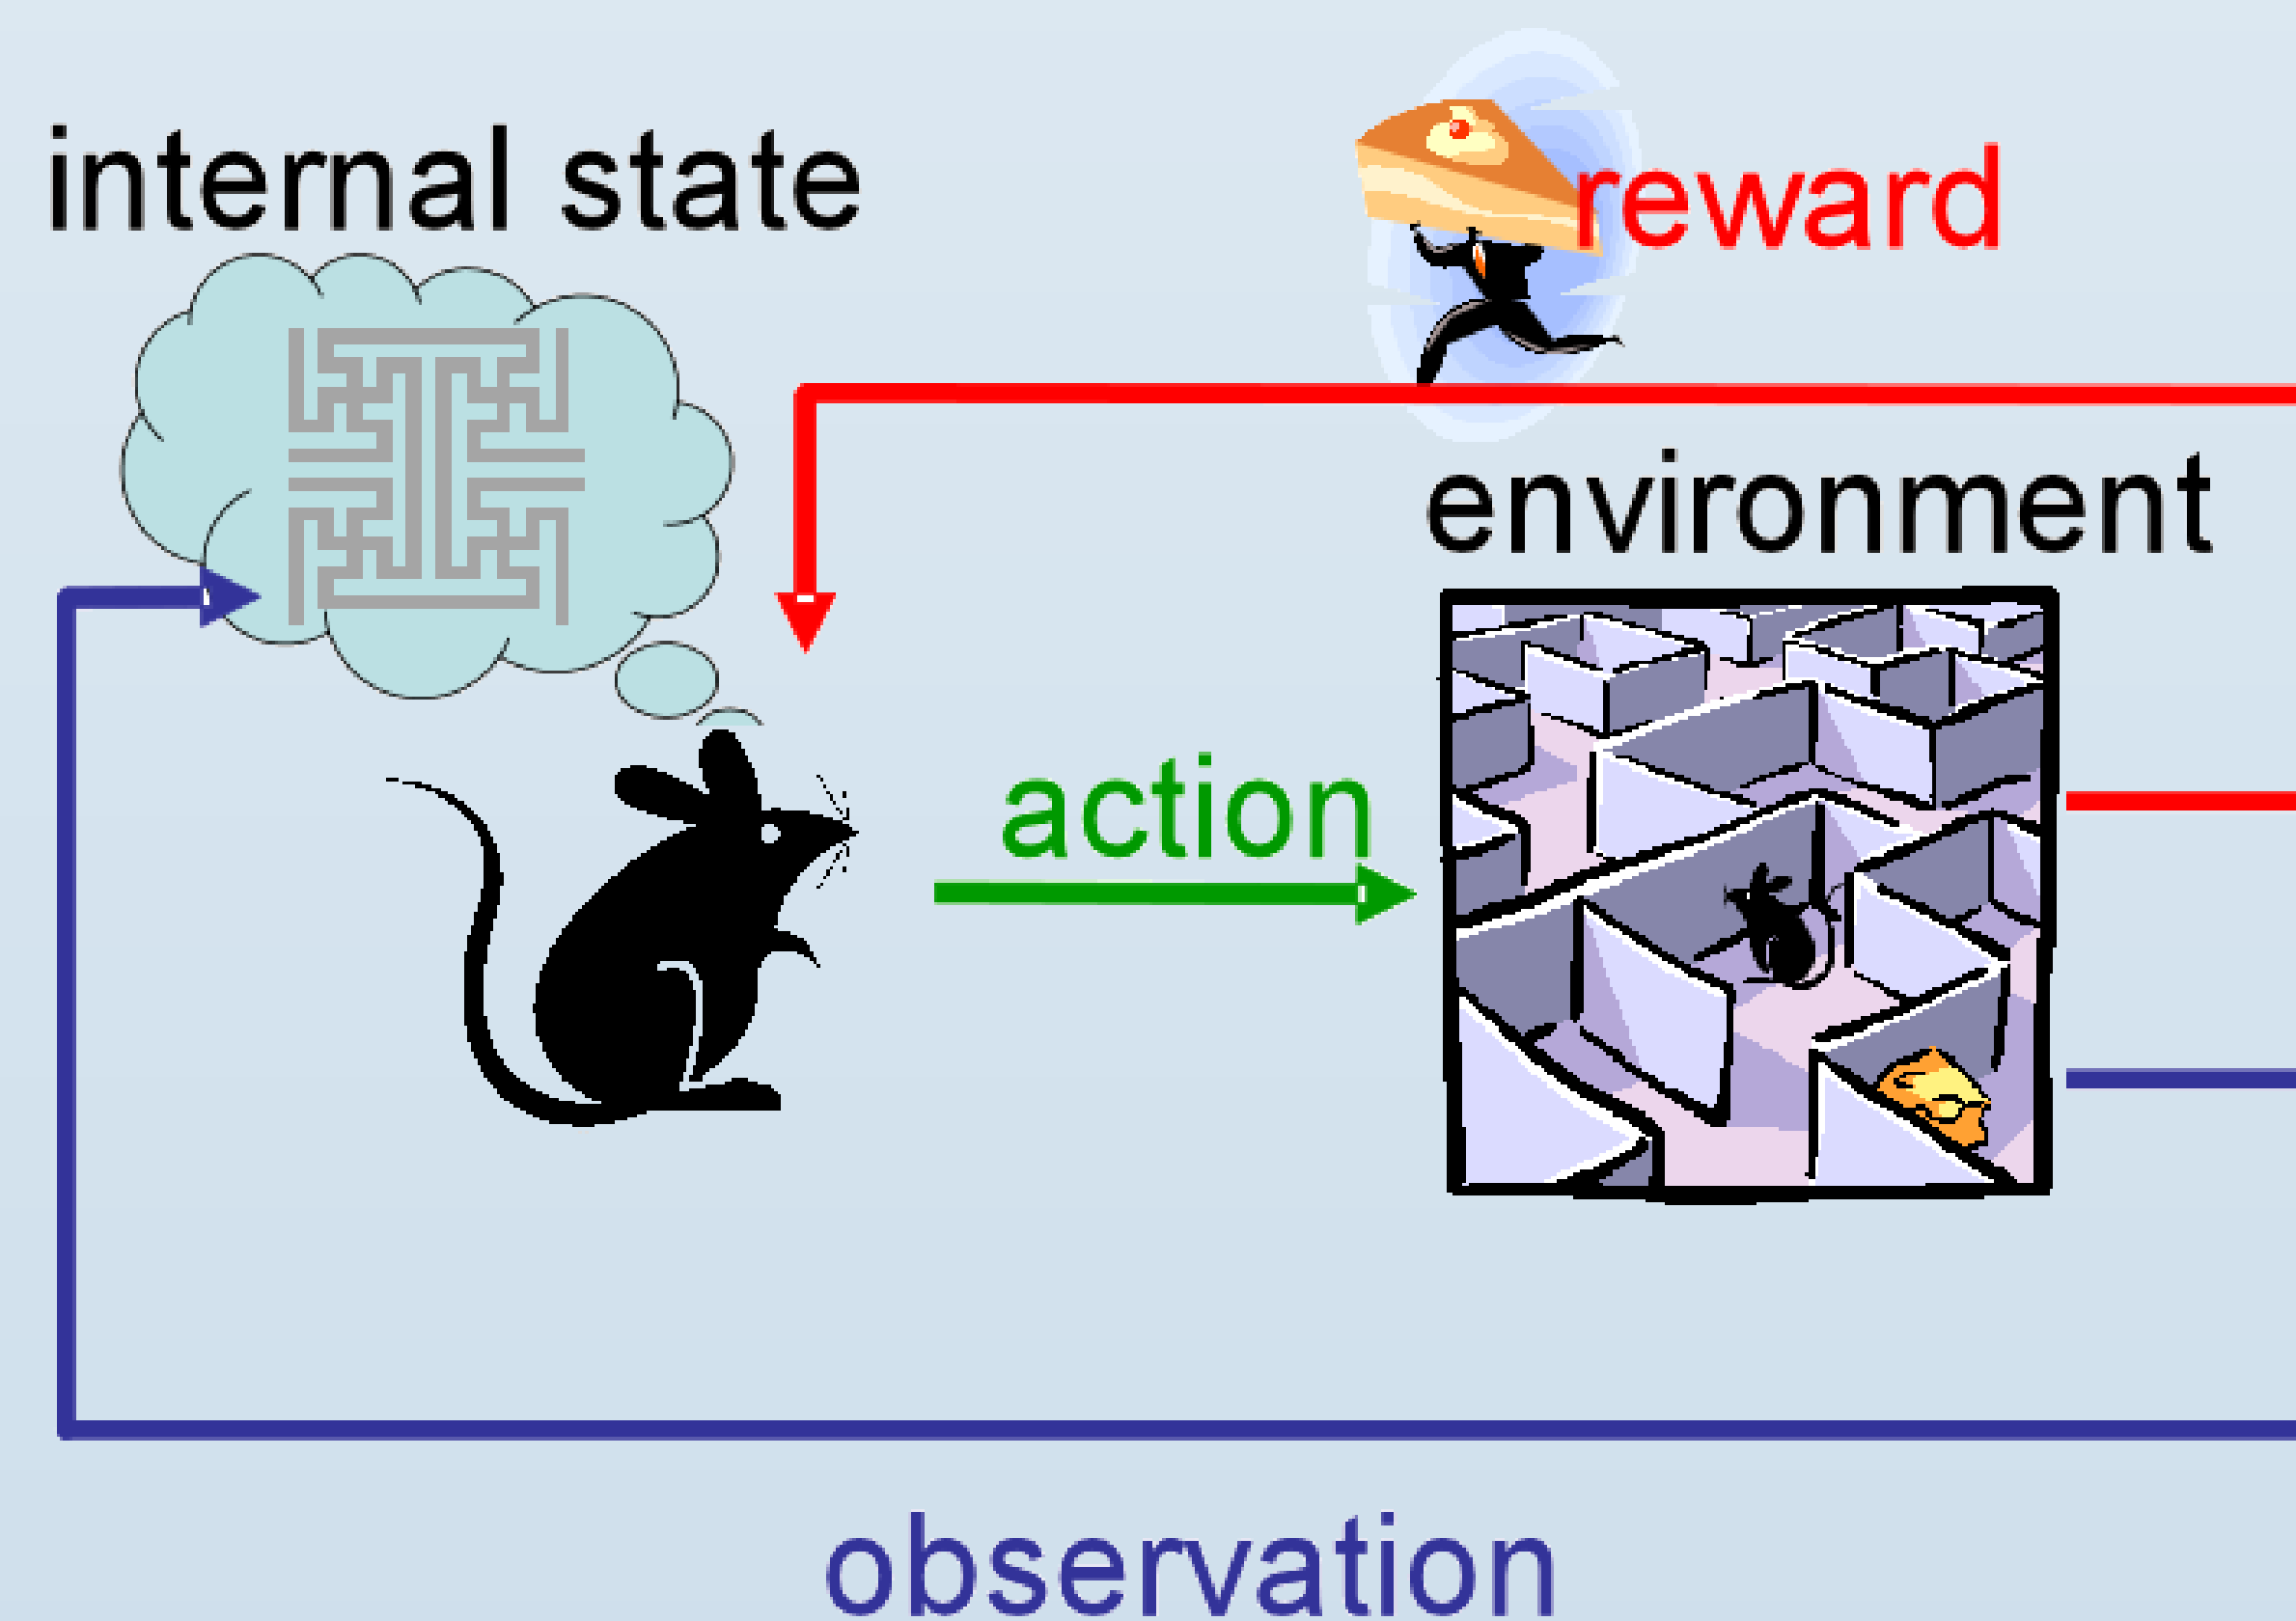 internal state
reward
environment
action
observation